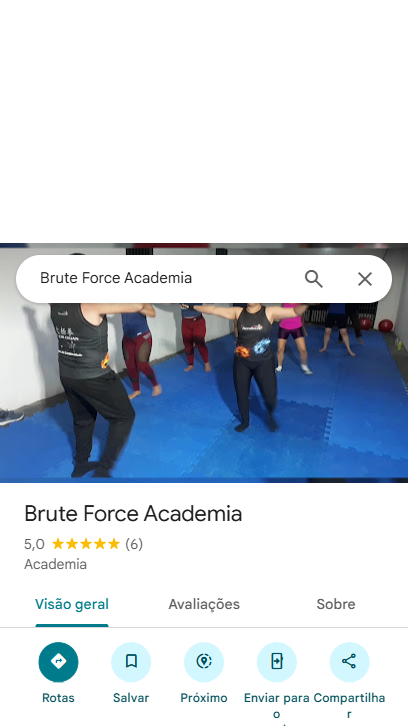 Brute Force Academia
Brute Force Academia
5,0 (6)
Academia
Visão geral Avaliações Sobre
Rotas Salvar Próximo Enviar para o Compartilhar